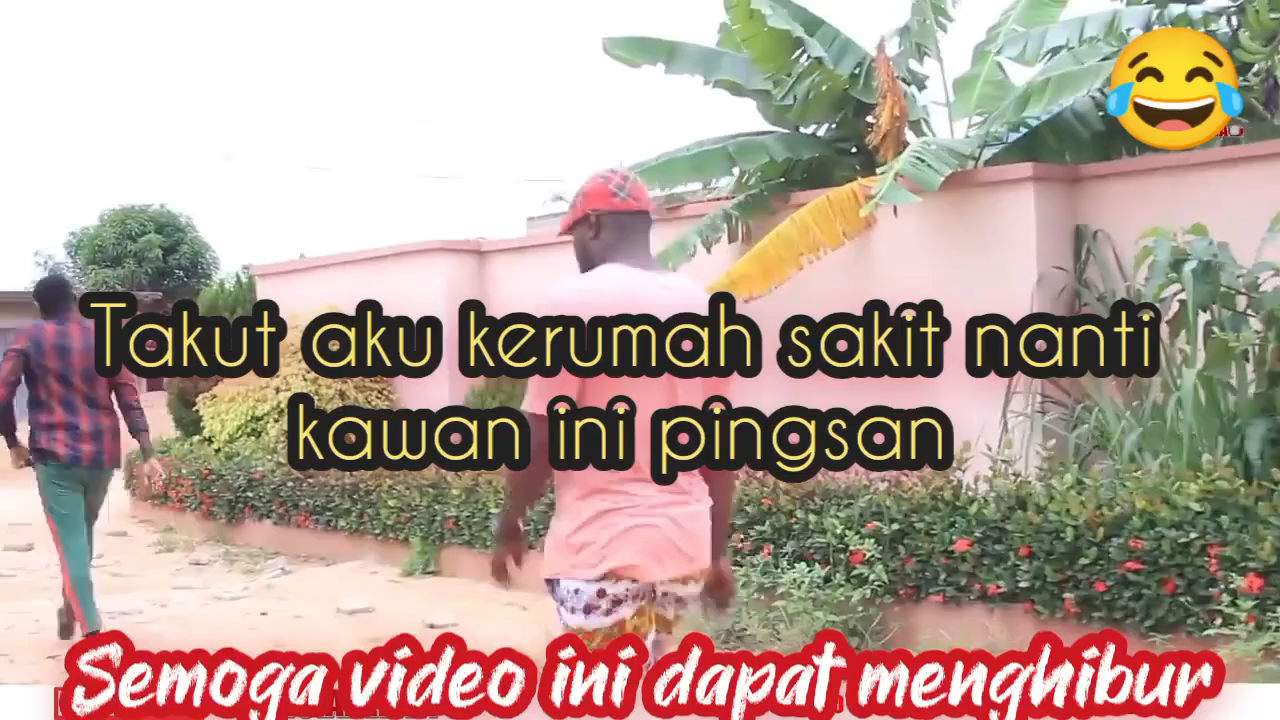 Takut aku kerumah sakit nanti
kawan ini pingsan
Semoga video ini dapat menghibur